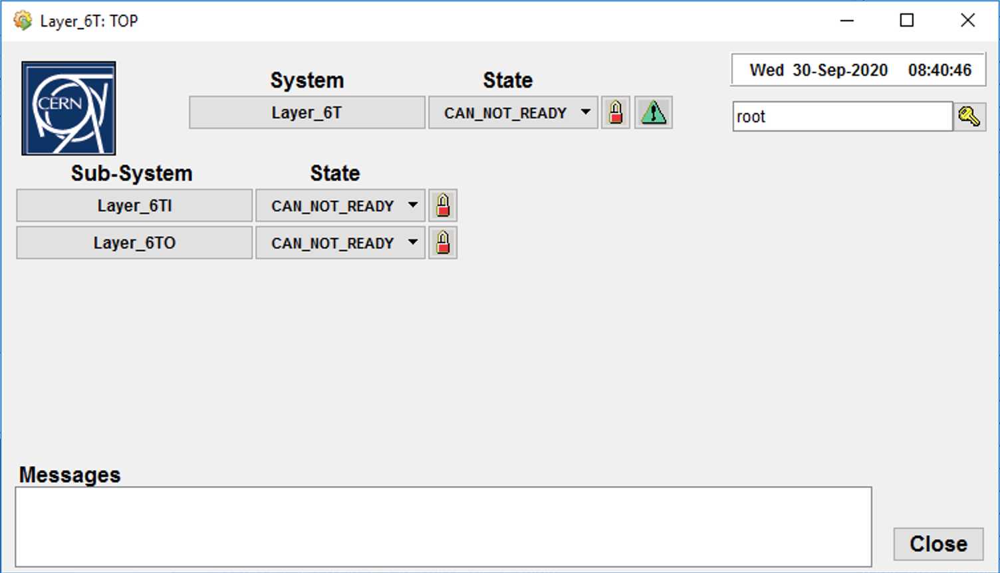 Layer_6T: TOP
CERN
System State
Wed 30-Sep-2020 08:40:46
Layer_6T CAN_NOT_READY
root
Sub-System State
Layer_6TI CAN_NOT_READY
Layer_6TO CAN_NOT_READY
Messages
Close